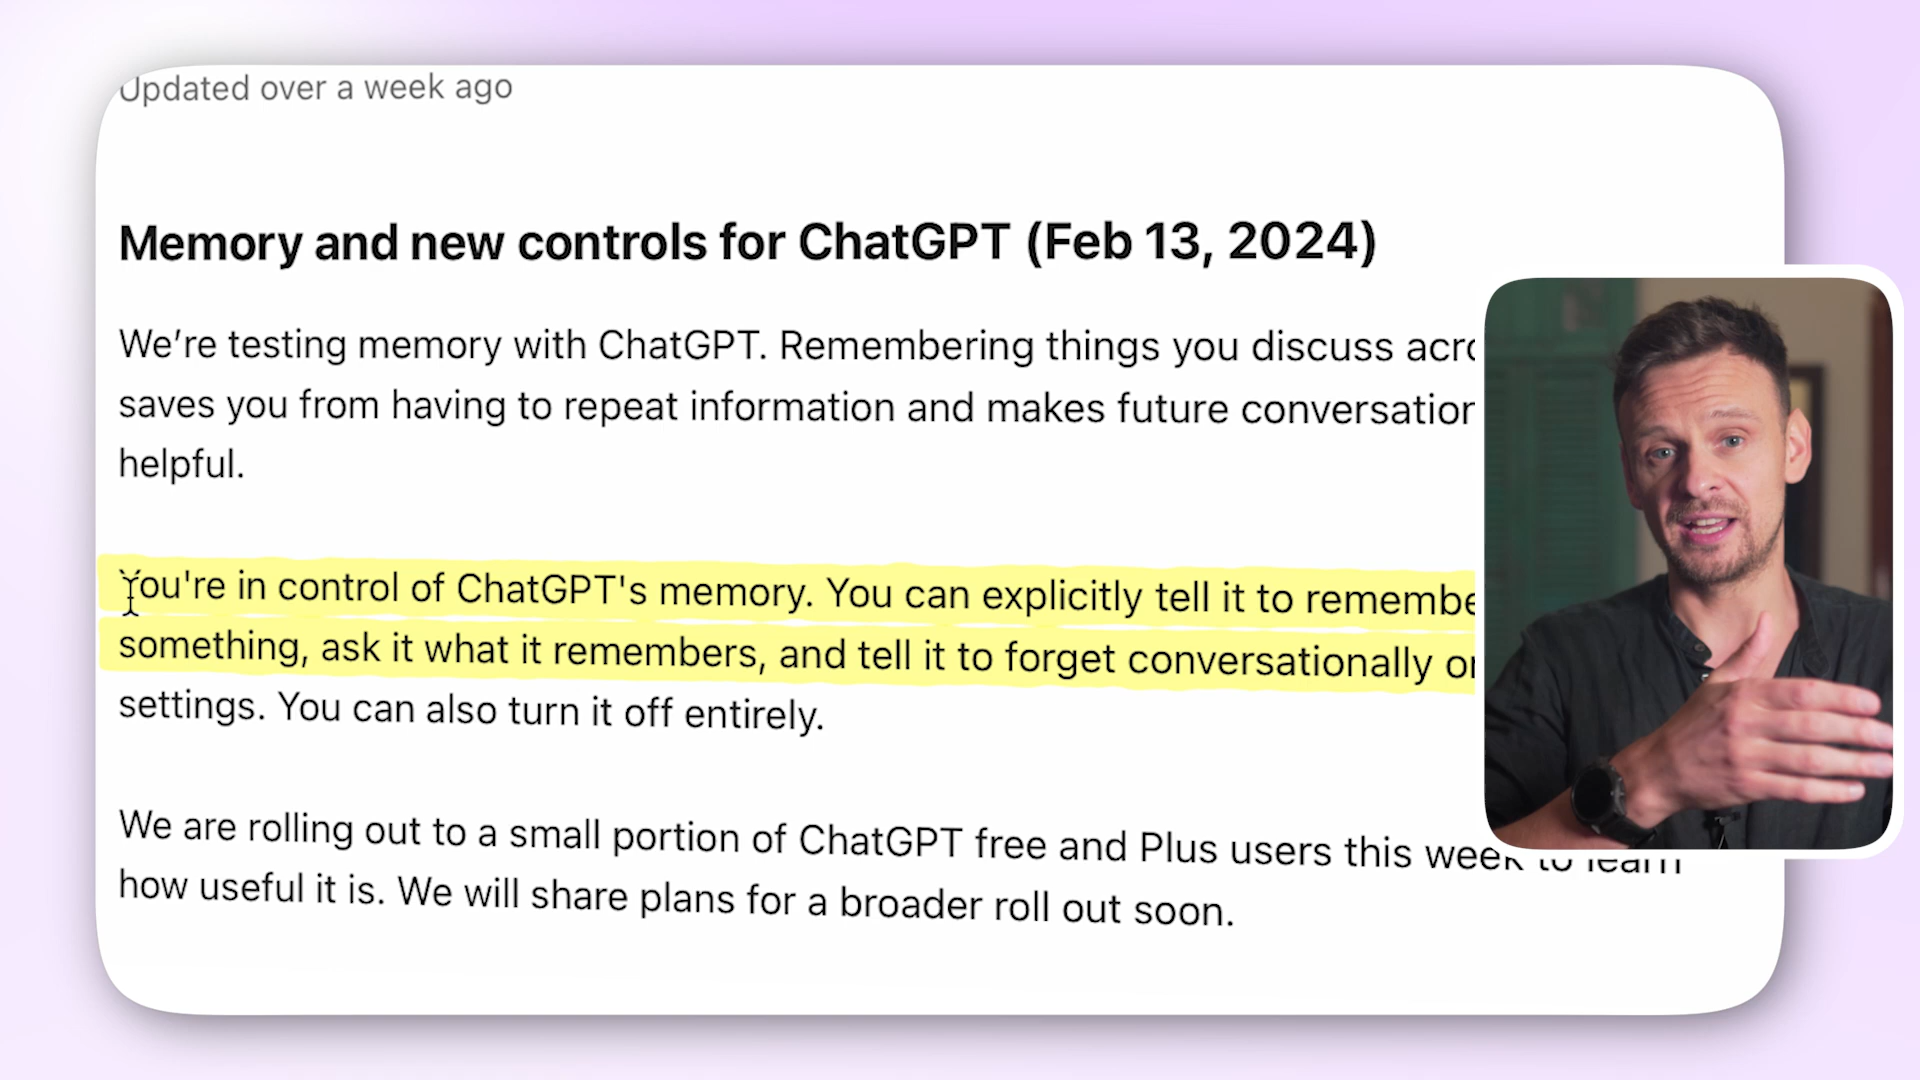 Updated over a week ago
Memory and new controls for ChatGPT (Feb 13, 2024)
We’re testing memory with ChatGPT. Remembering things you discuss
saves you from having to repeat information and makes future
helpful.
You're in control of ChatGPT's memory. You can explicitly tell it to
something, ask it what it remembers, and tell it to forget conversationally
settings. You can also turn it off entirely.
We are rolling out to a small portion of ChatGPT free and Plus users this week to learn
how useful it is. We will share plans for a broader roll out soon.